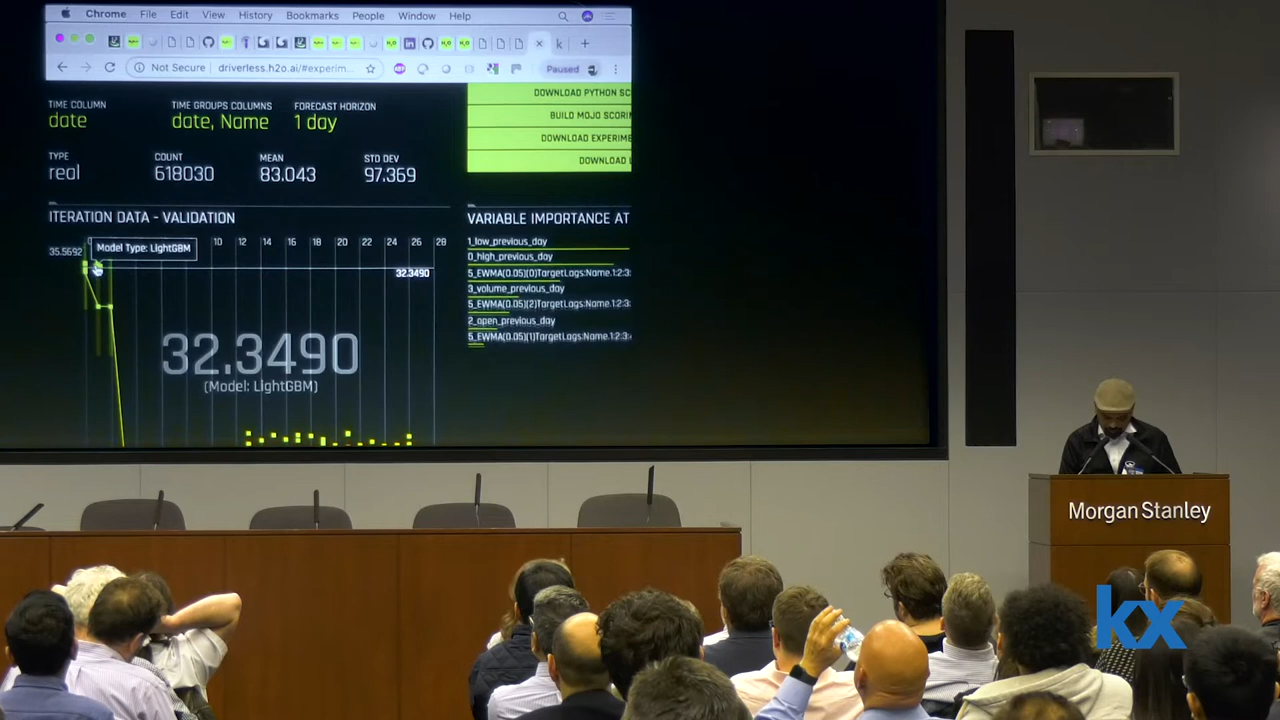 Chrome File Edit View History Bookmarks People Window Help
Not Secure driverless.h2o.ai/#experim...
Paused
TIME COLUMN TIME GROUPS COLUMNS FORECAST HORIZON
date date, Name 1 day
TYPE COUNT MEAN STD DEV
real 618030 83.043 97.369
DOWNLOAD PYTHON SC
BUILD MOJO SCORI
DOWNLOAD EXPERIME
DOWNLOAD L
ITERATION DATA - VALIDATION
10 12 14 16 18 20 22 24 26 28
35.5692
Model Type: LightGBM
32.3490
32.3490
(Model: LightGBM)
VARIABLE IMPORTANCE AT
1_low_previous_day
0_high_previous_day
5_EWMA(0.05)(0)TargetLags:Name.1:2:3:
3_volume_previous_day
5_EWMA(0.05)(2)TargetLags:Name.1:2:3:
2_open_previous_day
5_EWMA(0.05)(1)TargetLags:Name.1:2:3:
Morgan Stanley
kx